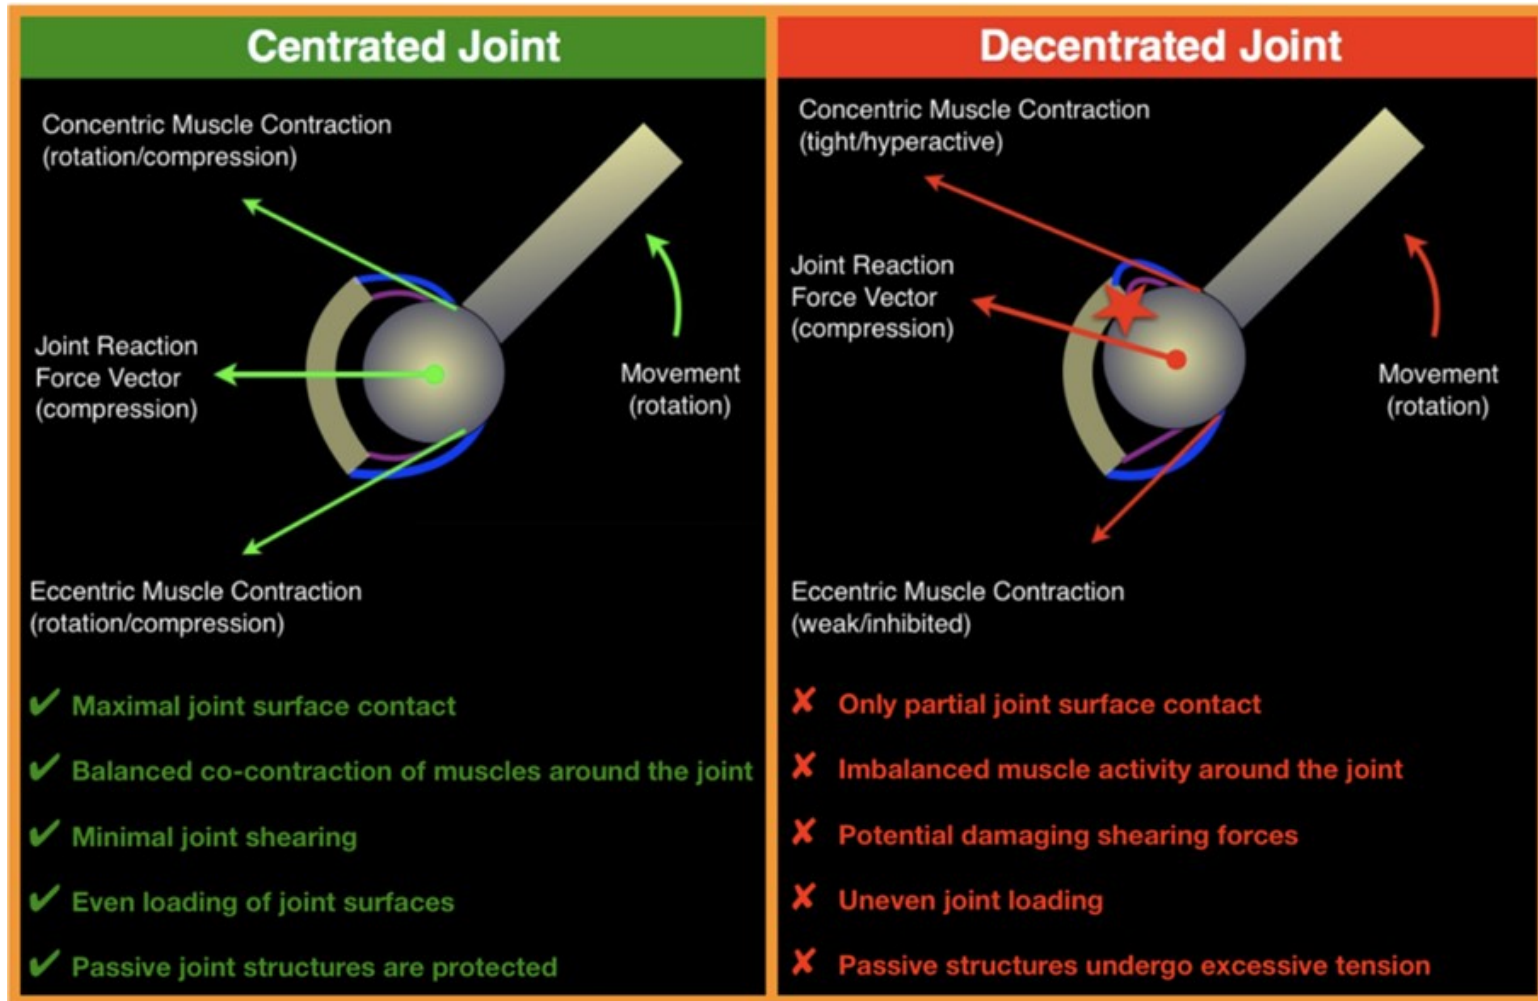 Centrated Joint
Concentric Muscle Contraction
(rotation/compression)
Joint Reaction
Force Vector
(compression)
Movement
(rotation)
Eccentric Muscle Contraction
(rotation/compression)
✔ Maximal joint surface contact
✔ Balanced co-contraction of muscles around the joint
✔ Minimal joint shearing
✔ Even loading of joint surfaces
✔ Passive joint structures are protected
Decentrated Joint
Concentric Muscle Contraction
(tight/hyperactive)
Joint Reaction
Force Vector
(compression)
Movement
(rotation)
Eccentric Muscle Contraction
(weak/inhibited)
✘ Only partial joint surface contact
✘ Imbalanced muscle activity around the joint
✘ Potential damaging shearing forces
✘ Uneven joint loading
✘ Passive structures undergo excessive tension